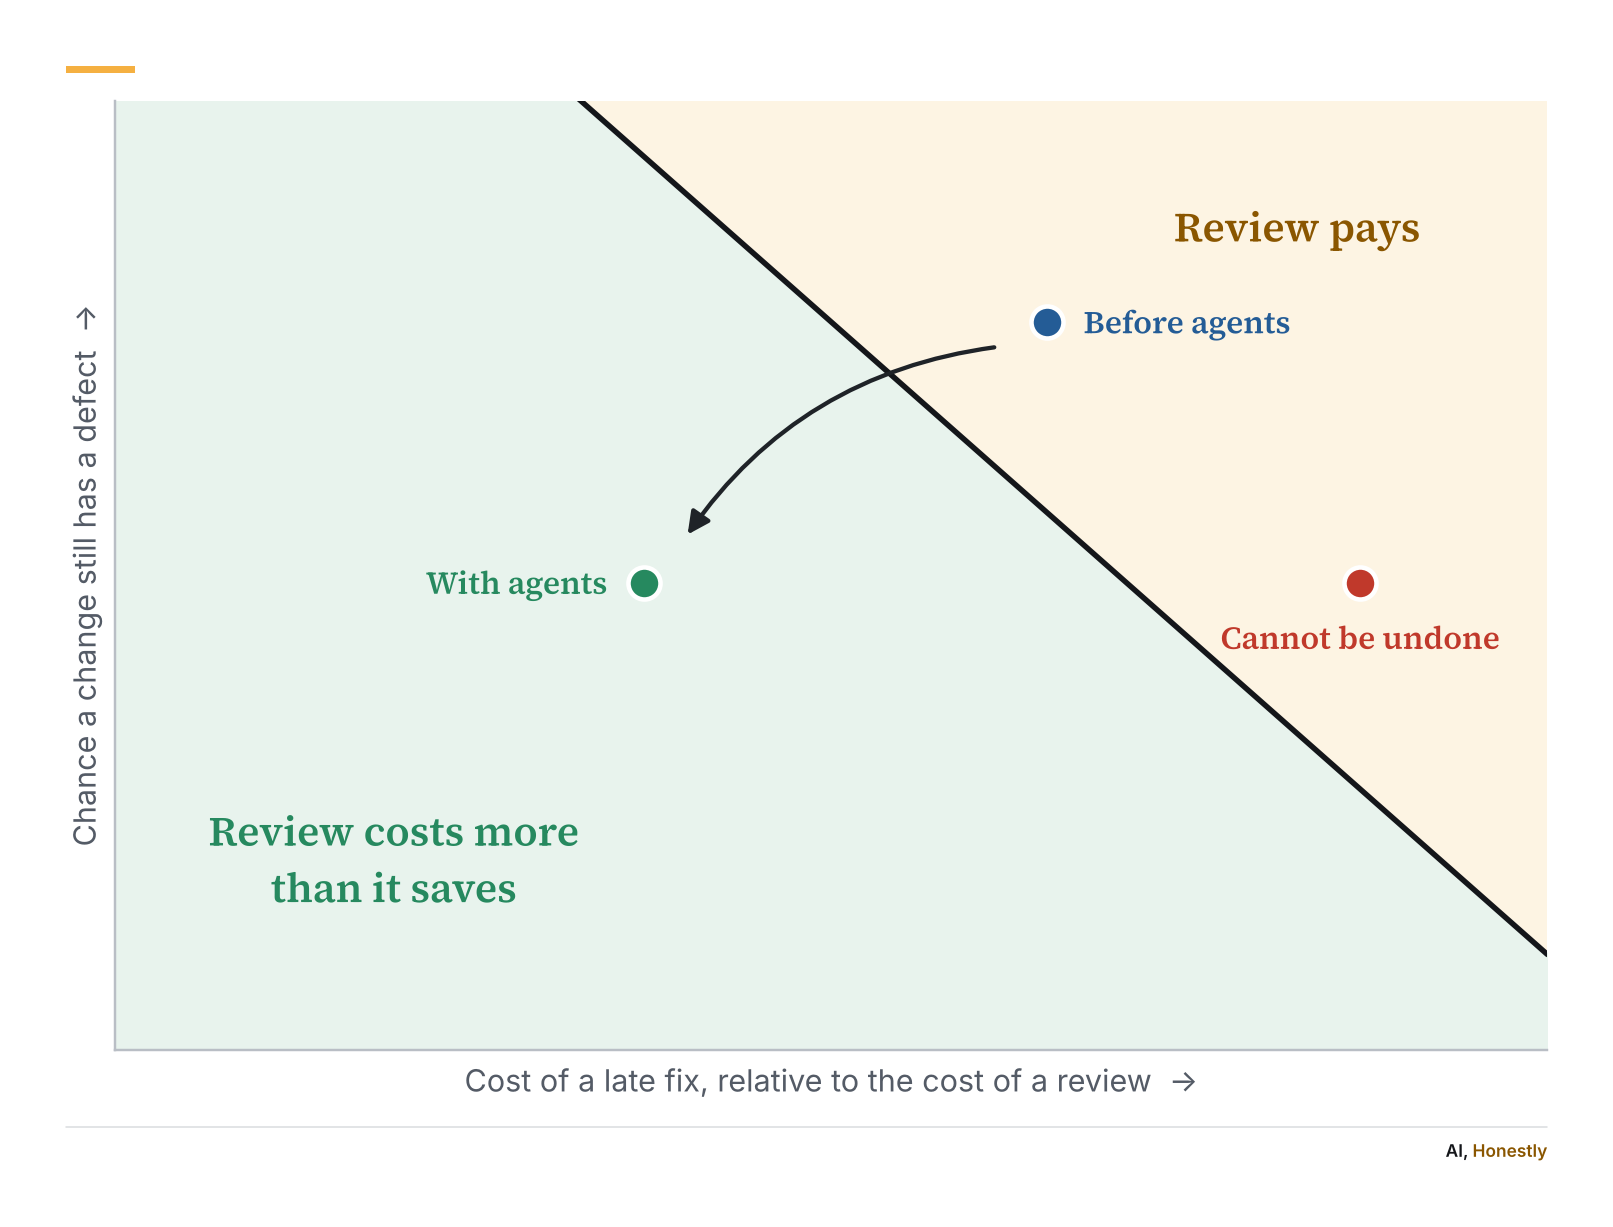 Review pays
Before agents
With agents
Cannot be undone
Review costs more
than it saves
Chance a change still has a defect →
Cost of a late fix, relative to the cost of a review →
AI, Honestly